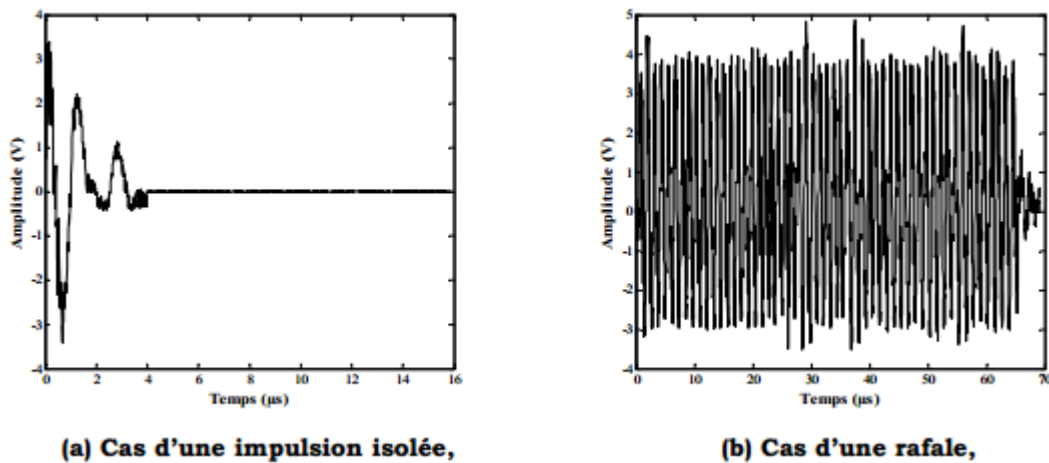 4
3
2
1
0
-1
-2
-3
-4
Amplitude (V)
0 2 4 6 8 10 12 14 16
Temps (µs)
(a) Cas d'une impulsion isolée,
5
4
3
2
1
0
-1
-2
-3
-4
Amplitude (V)
0 10 20 30 40 50 60 70
Temps (µs)
(b) Cas d'une rafale,